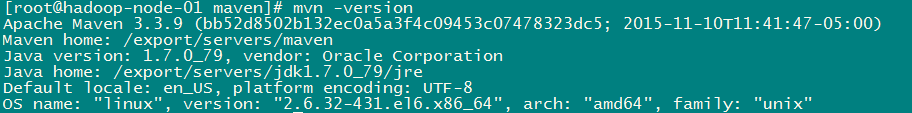 [root@hadoop-node-01 maven]# mvn -version
Apache Maven 3.3.9 (bb52d8502b132ec0a5a3f4c09453c07478323dc5; 2015-11-10T11:41:47-05:00)
Maven home: /export/servers/maven
Java version: 1.7.0_79, vendor: Oracle Corporation
Java home: /export/servers/jdk1.7.0_79/jre
Default locale: en_US, platform encoding: UTF-8
OS name: "linux", version: "2.6.32-431.el6.x86_64", arch: "amd64", family: "unix"